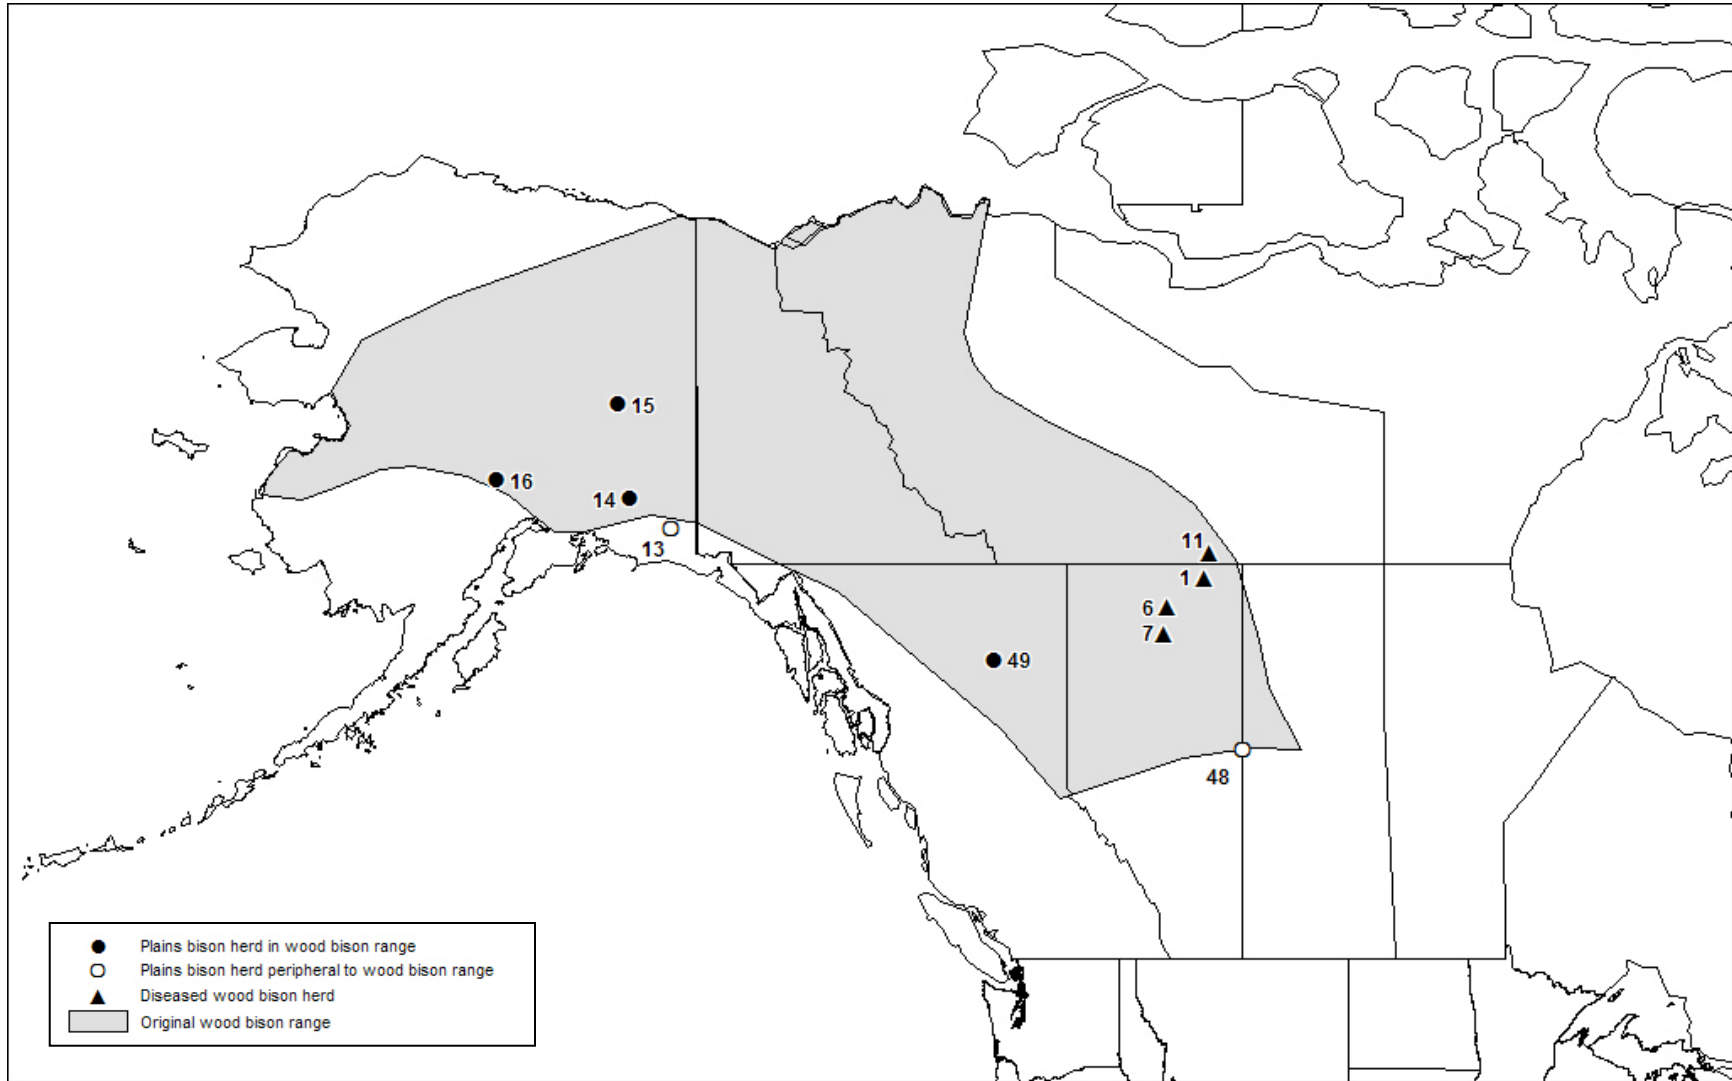 15
16
14
13
11
1
6
7
49
48
Plains bison herd in wood bison range
Plains bison herd peripheral to wood bison range
Diseased wood bison herd
Original wood bison range